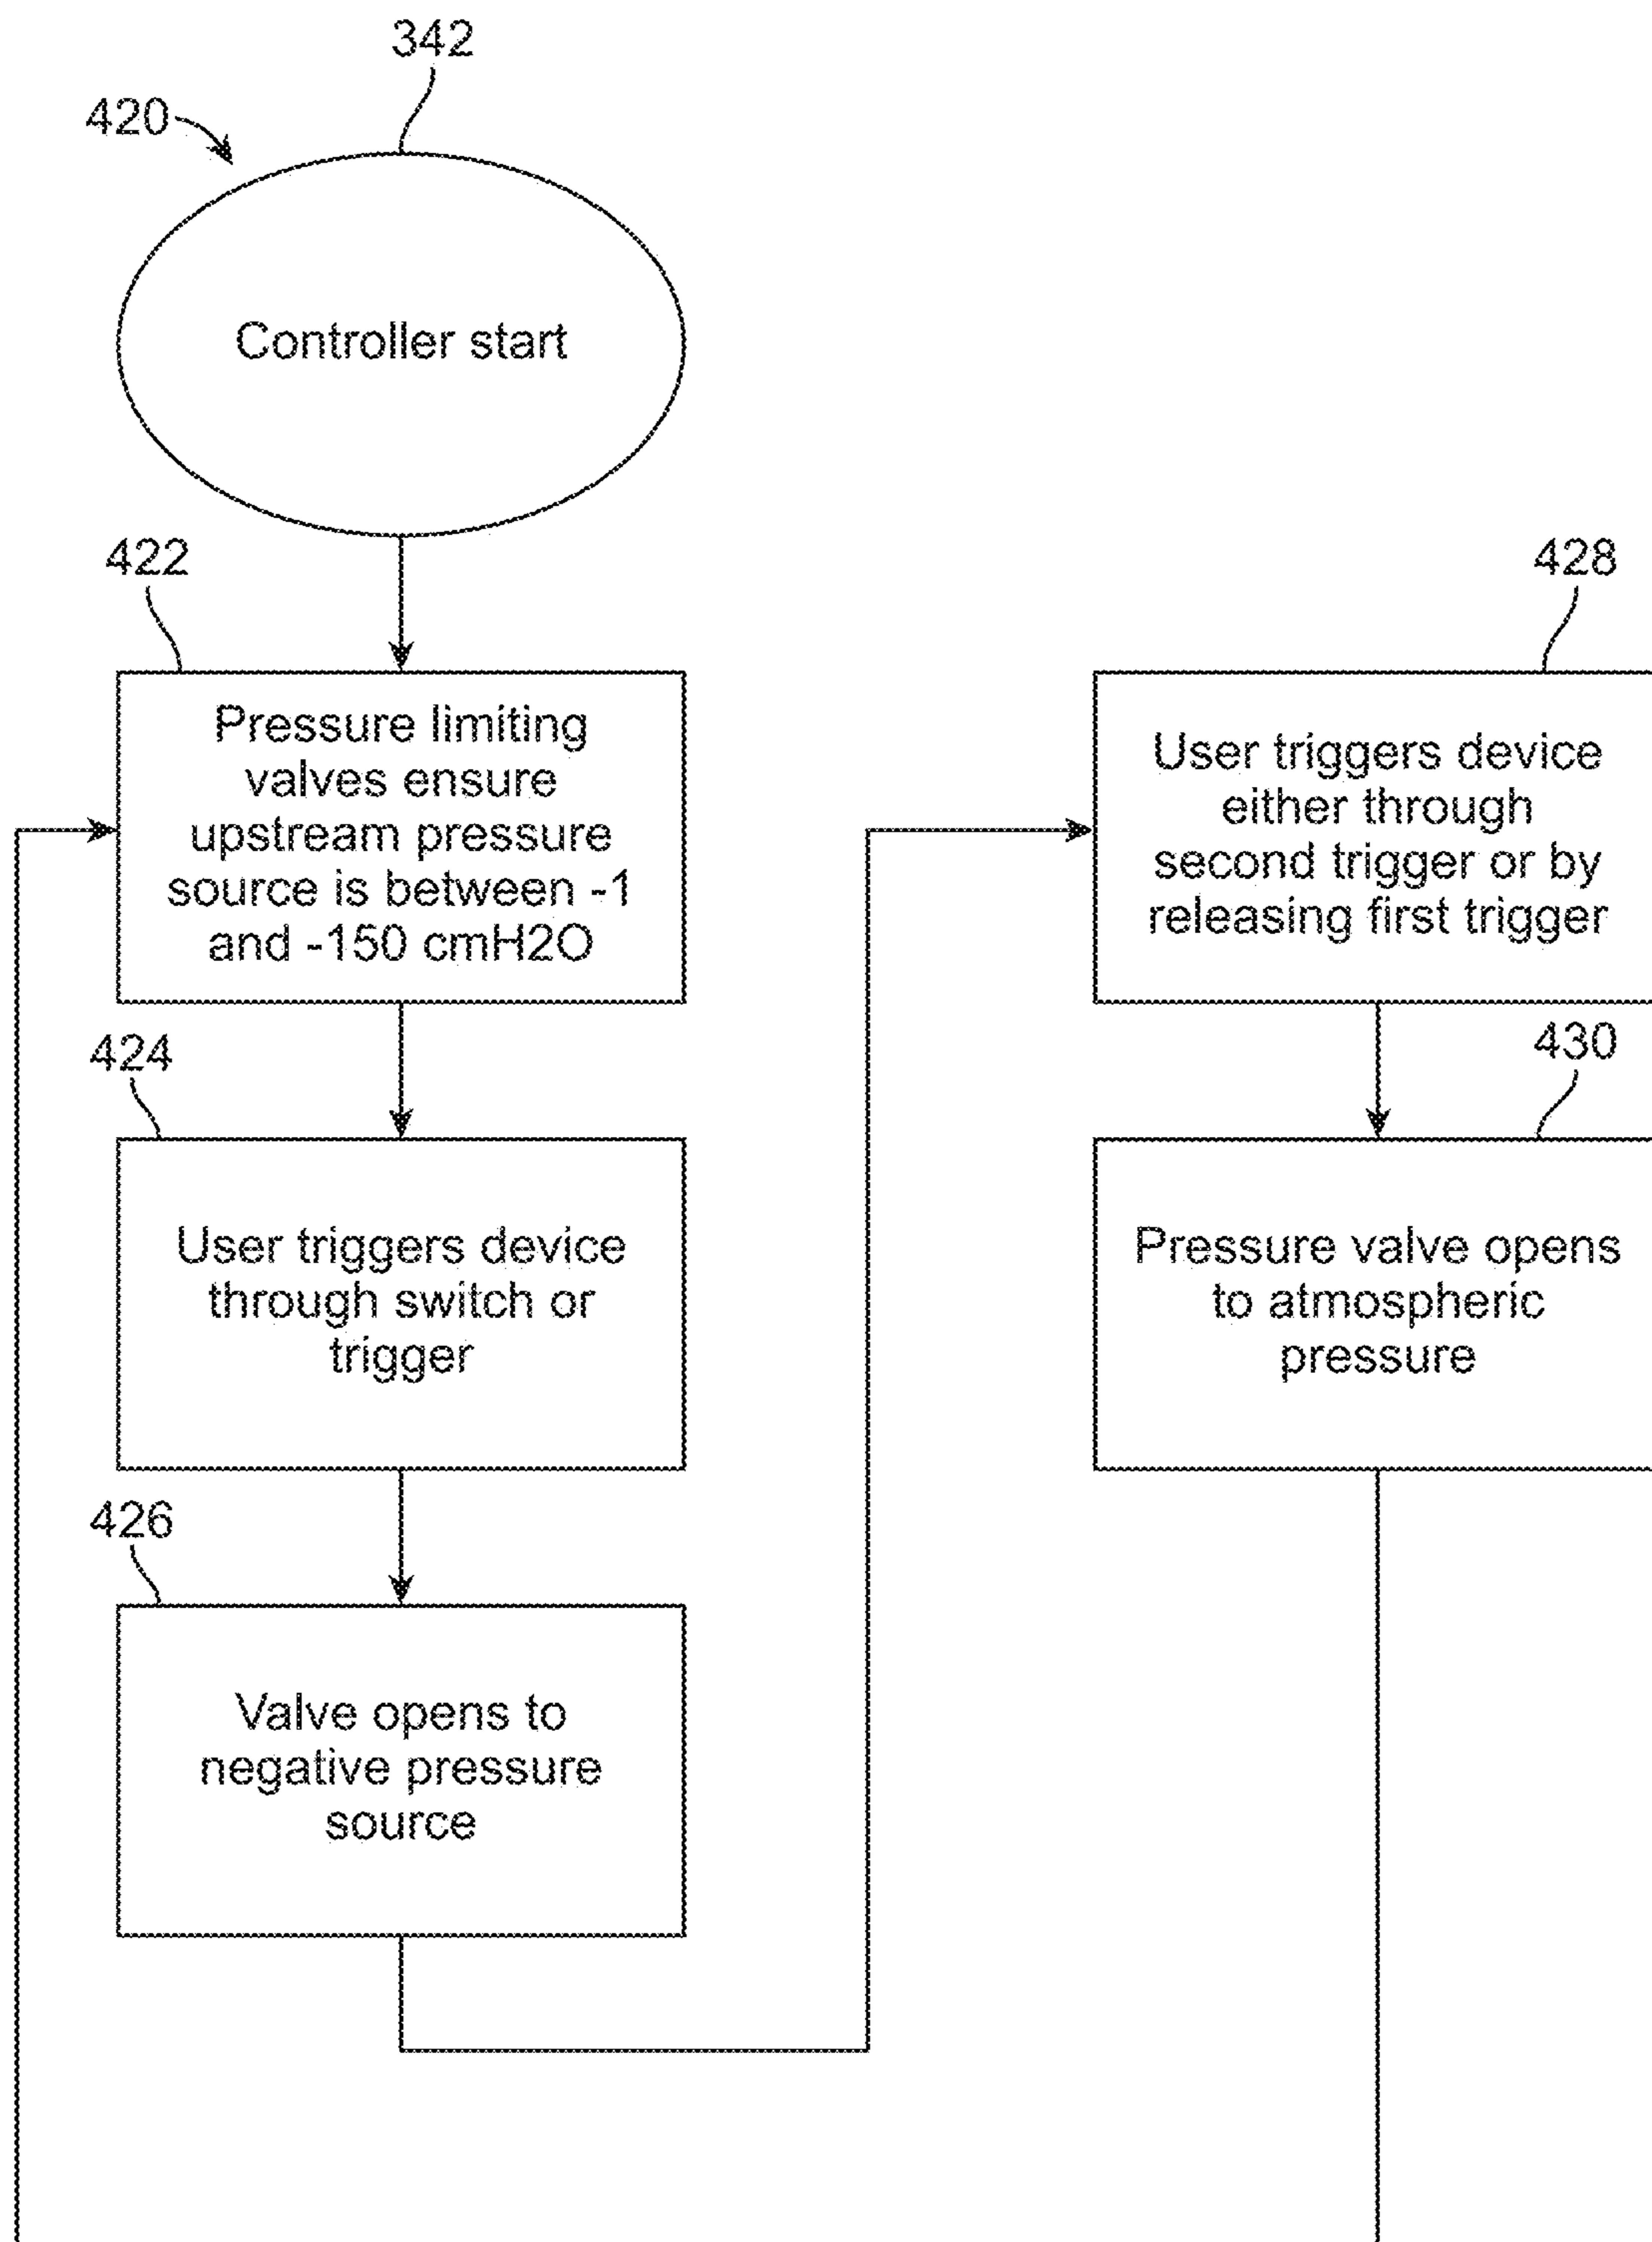 342
420
Controller start
422
Pressure limiting
valves ensure
upstream pressure
source is between -1
and -150 cmH2O
424
User triggers device
through switch or
trigger
426
Valve opens to
negative pressure
source
428
User triggers device
either through
second trigger or by
releasing first trigger
430
Pressure valve opens
to atmospheric
pressure